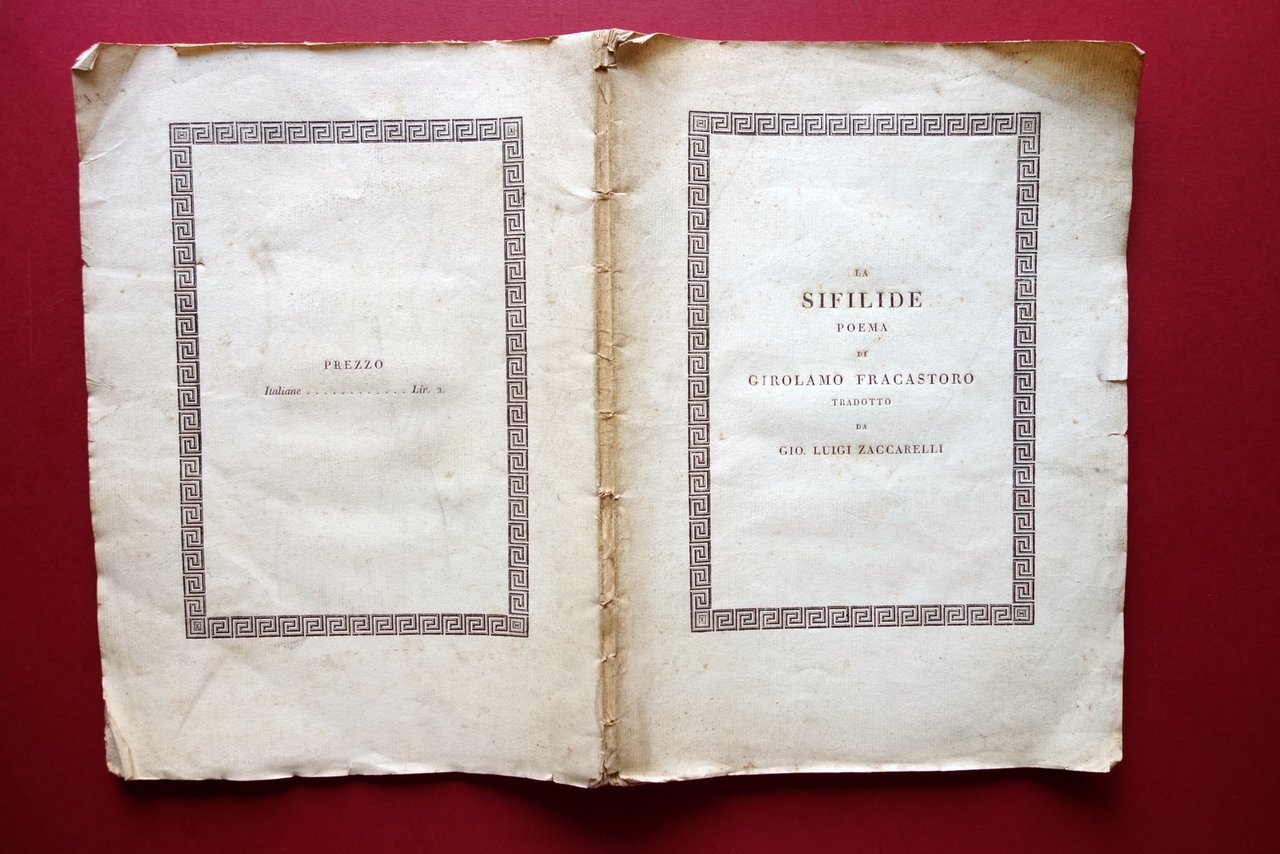 PREZZO
Italiane . . . . . . . . . . . . Lir. 2.
LA
SIFILIDE
POEMA
DI
GIROLAMO FRACASTORO
TRADOTTO
DA
GIO. LUIGI ZACCARELLI